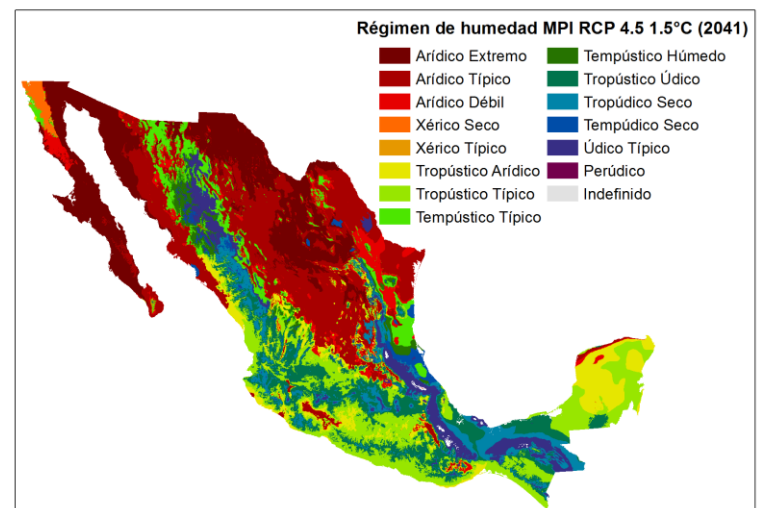 Régimen de humedad MPI RCP 4.5 1.5°C (2041)
Arídico Extremo
Arídico Típico
Arídico Débil
Xérico Seco
Xérico Típico
Tropústico Arídico
Tropústico Típico
Tempústico Típico
Tempústico Húmedo
Tropústico Údico
Tropúdico Seco
Tempúdico Seco
Údico Típico
Perúdico
Indefinido